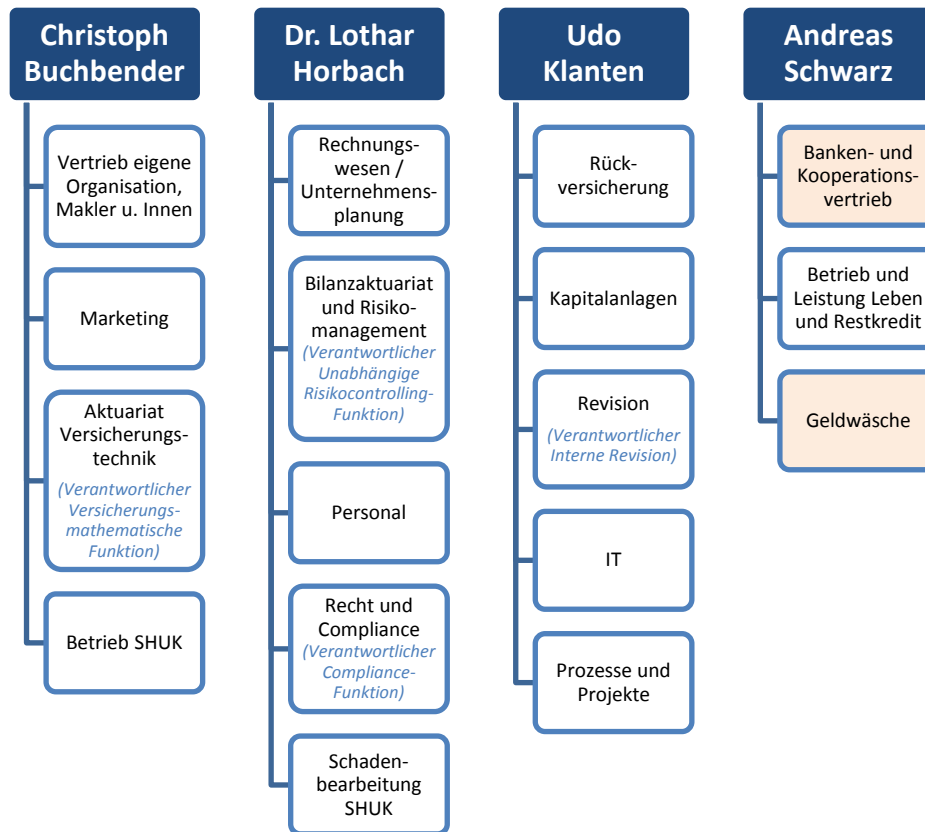 Christoph
Buchbender
Vertrieb eigene
Organisation,
Makler u. Innen
Marketing
Aktuariat
Versicherungs-
technik
(Verantwortlicher
Versicherungs-
mathematische
Funktion)
Betrieb SHUK
Dr. Lothar
Horbach
Rechnungs-
wesen /
Unternehmens-
planung
Bilanzaktuariat
und Risiko-
management
(Verantwortlicher
Unabhängige
Risikocontrolling-
Funktion)
Personal
Recht und
Compliance
(Verantwortlicher
Compliance-
Funktion)
Schaden-
bearbeitung
SHUK
Udo
Klanten
Rück-
versicherung
Kapitalanlagen
Revision
(Verantwortlicher
Interne Revision)
IT
Prozesse und
Projekte
Andreas
Schwarz
Banken- und
Kooperations-
vertrieb
Betrieb und
Leistung Leben
und Restkredit
Geldwäsche